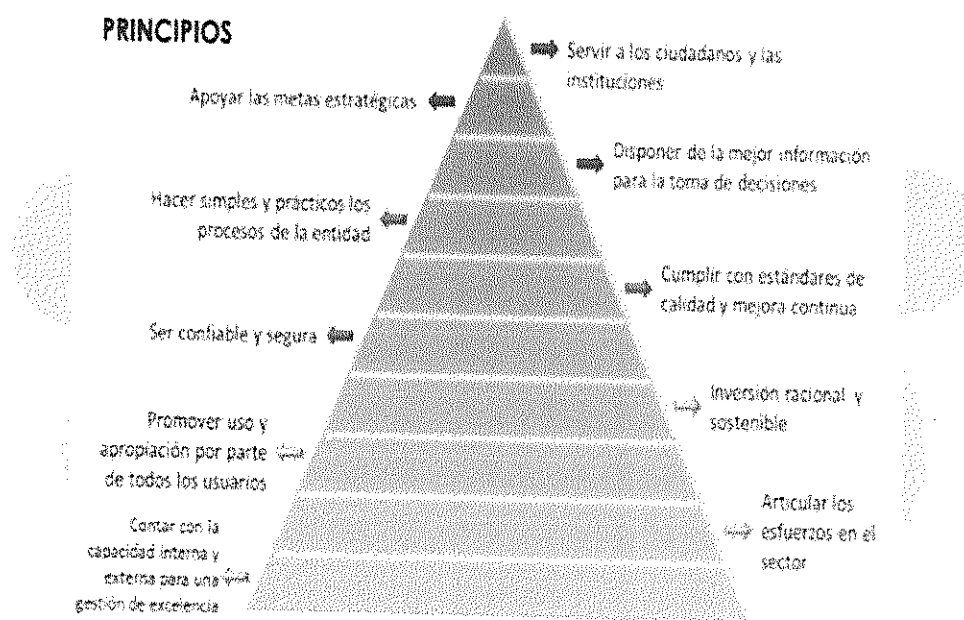 PRINCIPIOS
Servir a los ciudadanos y las
instituciones
Apoyar las metas estratégicas
Disponer de la mejor información
para la toma de decisiones
Hacer simples y prácticos los
procesos de la entidad
Cumplir con estándares de
calidad y mejora continua
Ser confiable y segura
Inversión racional y
sostenible
Promover uso y
apropiación por parte
de todos los usuarios
Articular los
esfuerzos en el
sector
Contar con la
capacidad interna y
externa para una
gestión de excelencia